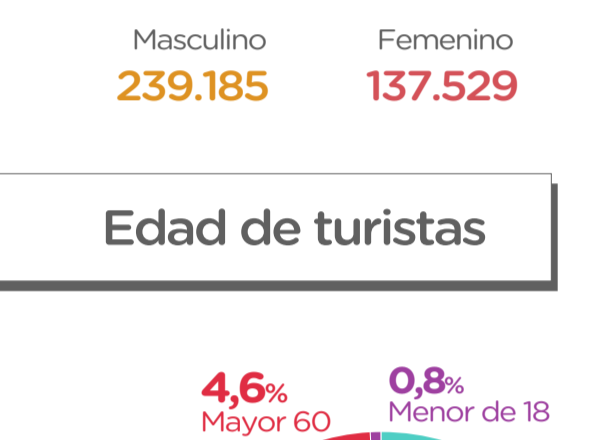 Masculino Femenino
239.185 137.529
Edad de turistas
4,6% 0,8%
Mayor 60 Menor de 18